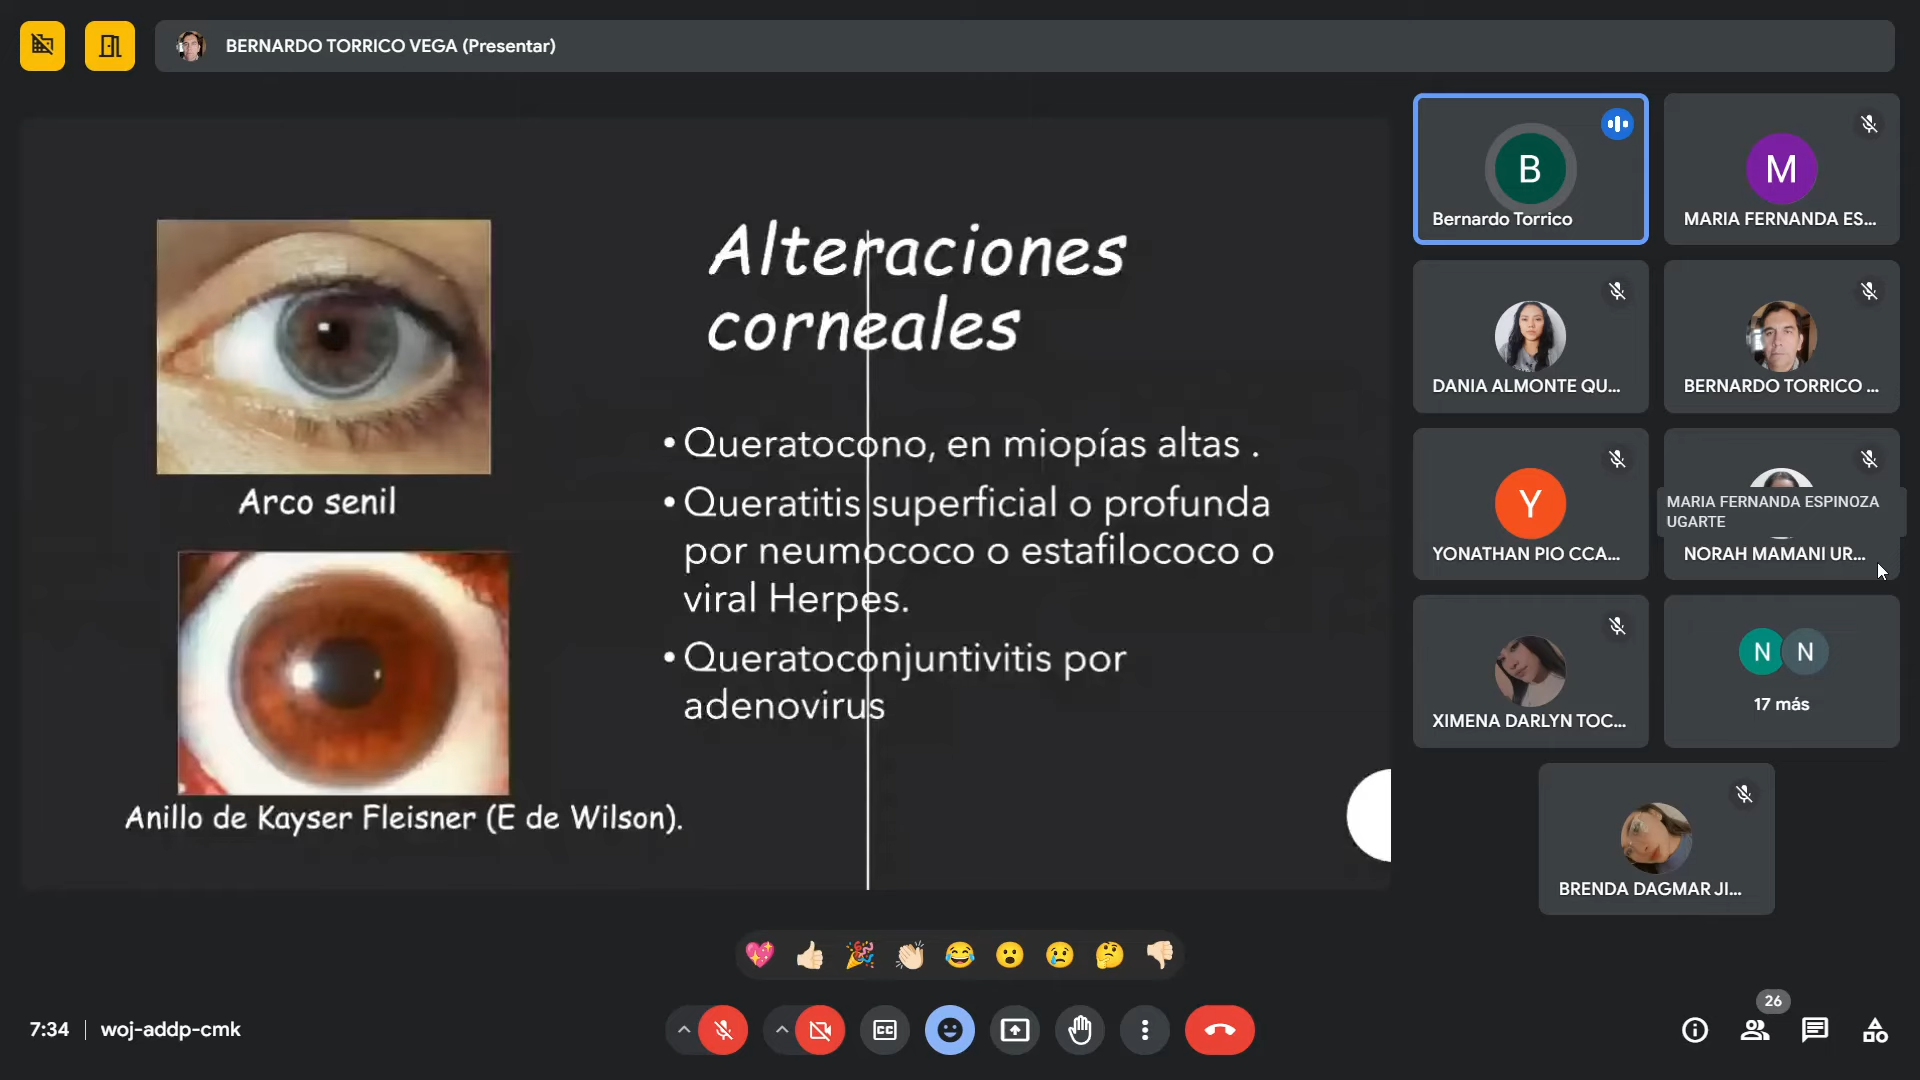 BERNARDO TORRICO VEGA (Presentar)
Alteraciones
corneales
Arco senil
Anillo de Kayser Fleisner (E de Wilson).
• Queratocono, en miopías altas .
• Queratitis superficial o profunda
por neumococo o estafilococo o
viral Herpes.
• Queratoconjuntivitis por
adenovirus
B
Bernardo Torrico
M
MARIA FERNANDA ES...
DANIA ALMONTE QU...
BERNARDO TORRICO ...
Y
YONATHAN PIO CCA...
MARIA FERNANDA ESPINOZA
UGARTE
NORAH MAMANI UR...
XIMENA DARLYN TOC...
N N
17 más
BRENDA DAGMAR JI...
7:34 woj-addp-cmk
CC
26